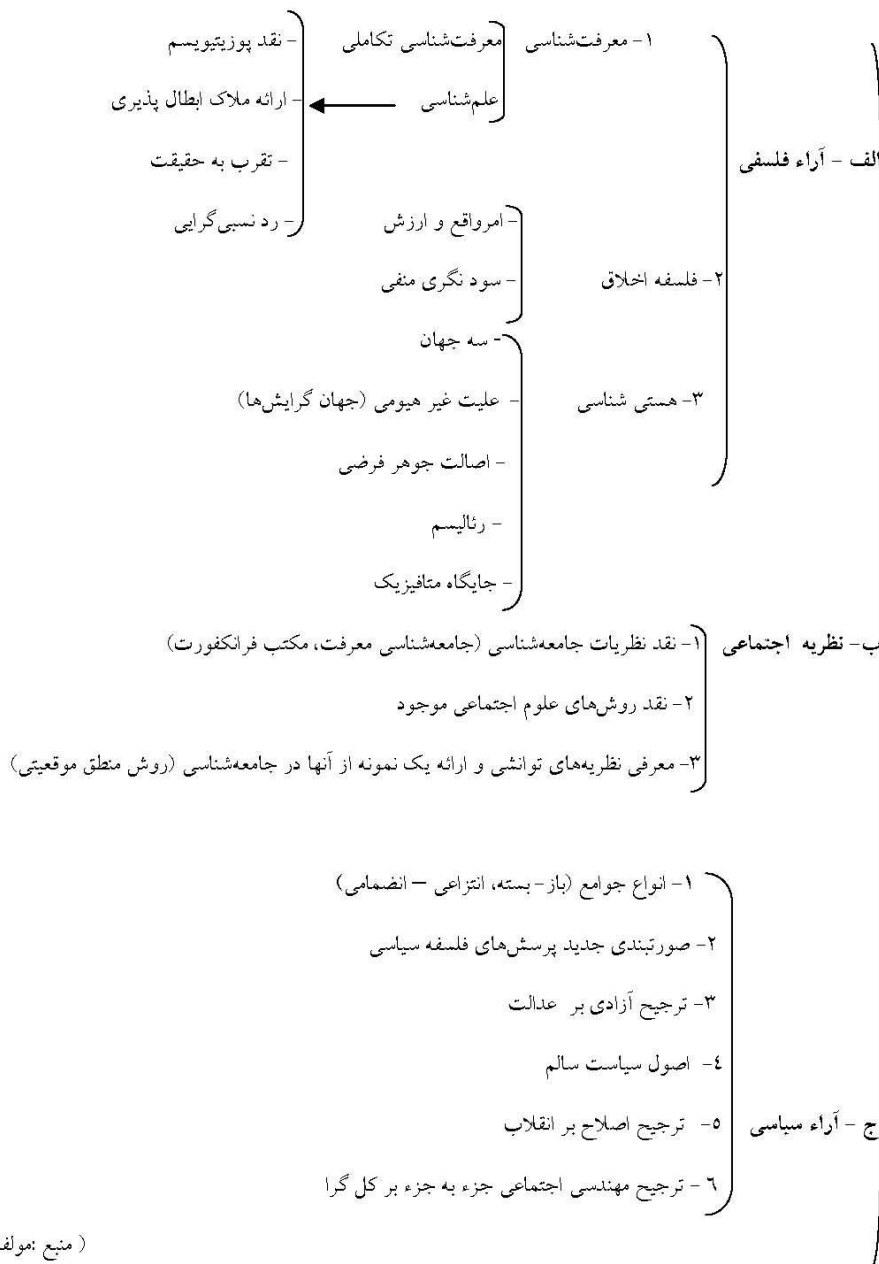 ۱- معرفت‌شناسی معرفت‌شناسی تکاملی - نقد پوزیتیویسم
علم‌شناسی - ارائه ملاک ابطال پذیری
الف - آراء فلسفی - تقرب به حقیقت
- امرواقع و ارزش - رد نسبی‌گرایی
۲- فلسفه اخلاق - سود نگری منفی
- سه جهان
۳- هستی شناسی - علیت غیر هیومی (جهان گرایش‌ها)
- اصالت جوهر فرضی
- رئالیسم
- جایگاه متافیزیک
ب- نظریه اجتماعی ۱- نقد نظریات جامعه‌شناسی (جامعه‌شناسی معرفت، مکتب فرانکفورت)
۲- نقد روش‌های علوم اجتماعی موجود
۳- معرفی نظریه‌های توانشی و ارائه یک نمونه از آنها در جامعه‌شناسی (روش منطق موقعیتی)
۱- انواع جوامع (باز- بسته، انتزاعی – انضمامی)
۲- صورتبندی جدید پرسش‌های فلسفه سیاسی
۳- ترجیح آزادی بر عدالت
٤- اصول سیاست سالم
ج - آراء سیاسی ٥- ترجیح اصلاح بر انقلاب
٦- ترجیح مهندسی اجتماعی جزء به جزء بر کل گرا
( منبع :مولف